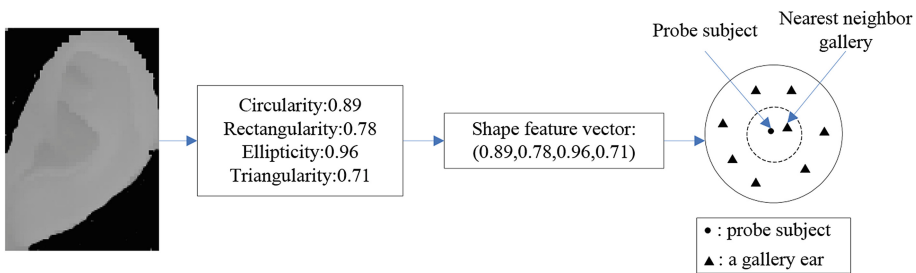 Circularity:0.89
Rectangularity:0.78
Ellipticity:0.96
Triangularity:0.71
Shape feature vector:
(0.89,0.78,0.96,0.71)
Probe subject
Nearest neighbor
gallery
: probe subject
: a gallery ear